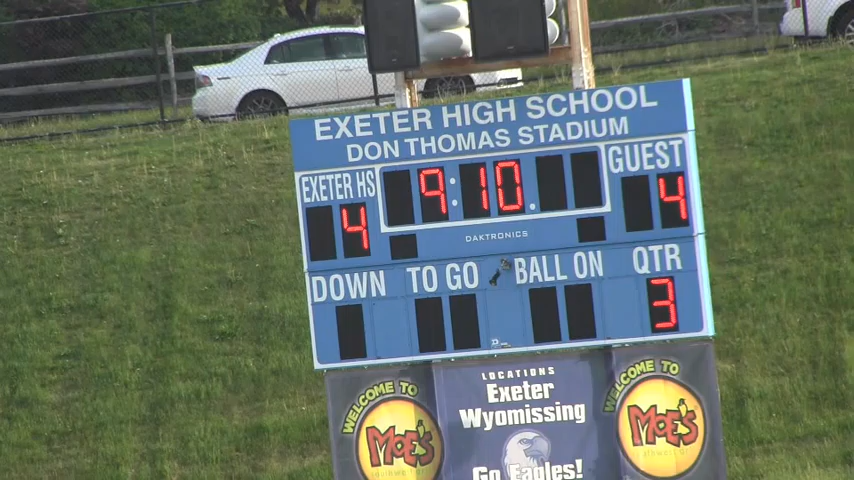 EXETER HIGH SCHOOL
DON THOMAS STADIUM
EXETER HS 9:10. GUEST
4 4
DAKTRONICS
DOWN TO GO BALL ON QTR
3
WELCOME TO MOE'S
LOCATIONS
Exeter
Wyomissing
Go Eagles!
WELCOME TO MOE'S